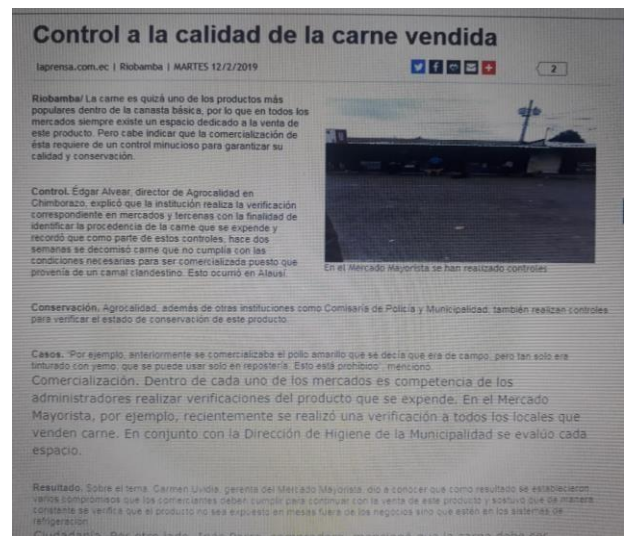 Control a la calidad de la carne vendida
laprensa.com.ec | Riobamba | MARTES 12/2/2019
2
Riobamba/ La carne es quizá uno de los productos más
populares dentro de la canasta básica, por lo que en todos los
mercados siempre existe un espacio dedicado a la venta de
este producto. Pero cabe indicar que la comercialización de
ésta requiere de un control minucioso para garantizar su
calidad y conservación.
Control. Édgar Alvear, director de Agrocalidad en
Chimborazo, explicó que la institución realiza la verificación
correspondiente en mercados y tercenas con la finalidad de
identificar la procedencia de la carne que se expende y
recordó que como parte de estos controles, hace dos
semanas se decomisó carne que no cumplía con las
condiciones necesarias para ser comercializada puesto que
provenía de un camal clandestino. Esto ocurrió en Alausí.
En el Mercado Mayorista se han realizado controles
Conservación. Agrocalidad, además de otras instituciones como Comisaría de Policía y Municipalidad, también realizan controles
para verificar el estado de conservación de este producto.
Casos. "Por ejemplo, anteriormente se comercializaba el pollo amarillo que se decía que era de campo, pero tan solo era
tinturado con yemo, que se puede usar solo en repostería. Esto está prohibido", mencionó.
Comercialización. Dentro de cada uno de los mercados es competencia de los
administradores realizar verificaciones del producto que se expende. En el Mercado
Mayorista, por ejemplo, recientemente se realizó una verificación a todos los locales que
venden carne. En conjunto con la Dirección de Higiene de la Municipalidad se evalúo cada
espacio.
Resultado. Sobre el tema, Carmen Uvidia, gerenta del Mercado Mayorista, dio a conocer que como resultado se establecieron
varios compromisos que los comerciantes deben cumplir para continuar con la venta de este producto y sostuvo que de manera
constante se verifica que el producto no sea expuesto en mesas fuera de los negocios sino que estén en los sistemas de
refrigeración.
Ciudadanía. Por otro lado,